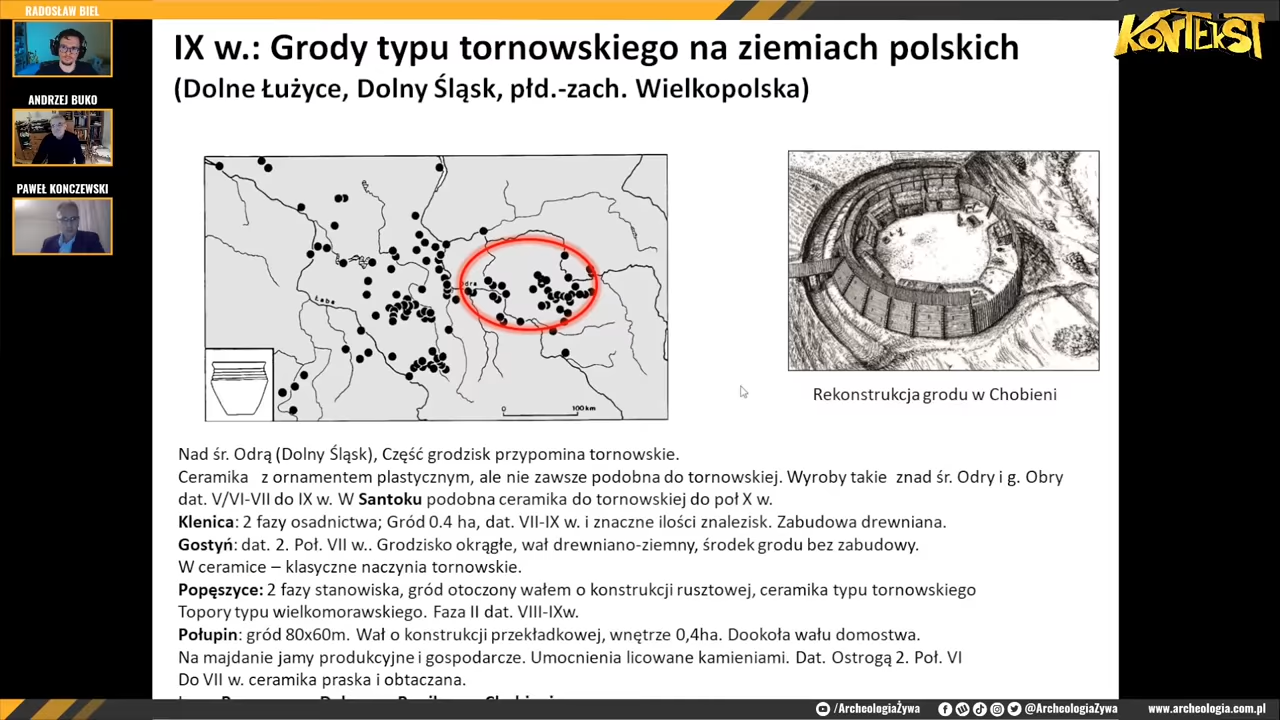 RADOSŁAW BIEL
ANDRZEJ BUKO
PAWEŁ KONCZEWSKI
KONTEKST
IX w.: Grody typu tornowskiego na ziemiach polskich
(Dolne Łużyce, Dolny Śląsk, płd.-zach. Wielkopolska)
Łaba
0 100 km
Rekonstrukcja grodu w Chobieni
Nad śr. Odrą (Dolny Śląsk), Część grodzisk przypomina tornowskie.
Ceramika z ornamentem plastycznym, ale nie zawsze podobna do tornowskiej. Wyroby takie znad śr. Odry i g. Obry
dat. V/VI-VII do IX w. W Santoku podobna ceramika do tornowskiej do poł X w.
Klenica: 2 fazy osadnictwa; Gród 0.4 ha, dat. VII-IX w. i znaczne ilości znalezisk. Zabudowa drewniana.
Gostyń: dat. 2. Poł. VII w.. Grodzisko okrągłe, wał drewniano-ziemny, środek grodu bez zabudowy.
W ceramice – klasyczne naczynia tornowskie.
Popęszyce: 2 fazy stanowiska, gród otoczony wałem o konstrukcji rusztowej, ceramika typu tornowskiego
Topory typu wielkomorawskiego. Faza II dat. VIII-IXw.
Połupin: gród 80x60m. Wał o konstrukcji przekładkowej, wnętrze 0,4ha. Dookoła wału domostwa.
Na majdanie jamy produkcyjne i gospodarcze. Umocnienia licowane kamieniami. Dat. Ostrogą 2. Poł. VI
Do VII w. ceramika praska i obtaczana.
/ArcheologiaŻywa @ArcheologiaZywa www.archeologia.com.pl